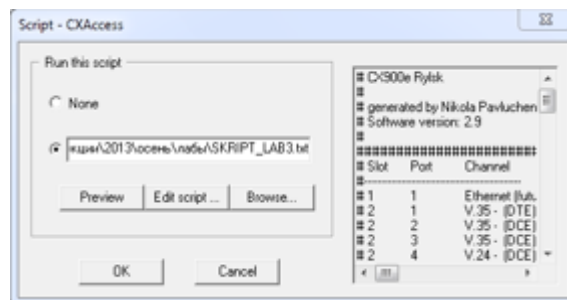 Script - CXAccess
Run this script
None
кции\2013\осень\лабы\SKRIPT_LAB3.txt
Preview
Edit script ...
Browse...
OK
Cancel
# CX900e Rylsk
#
# generated by Nikola Pavluchen
# Software version: 2.9
#
########################
# Slot Port Channel
#-----------------------------------------
# 1 1 Ethernet (fut.
# 2 1 V.35 - (DTE)
# 2 2 V.35 - (DCE)
# 2 3 V.35 - (DCE)
# 2 4 V.24 - (DCE)